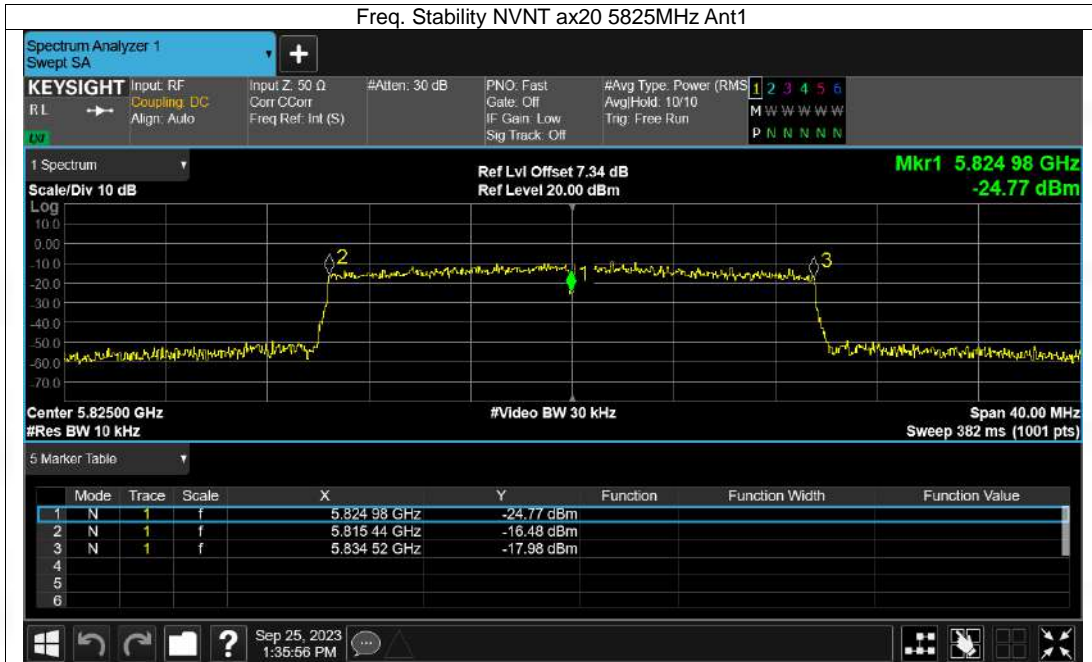 Freq. Stability NVNT ax20 5825MHz Ant1
Spectrum Analyzer 1
Swept SA
+
KEYSIGHT Input: RF Input Z: 50 Ω #Atten: 30 dB PNO: Fast #Avg Type: Power (RMS 1 2 3 4 5 6
RL Coupling: DC Corr CCorr Gate: Off Avg|Hold: 10/10 M W W W W W
Align: Auto Freq Ref: Int (S) IF Gain: Low Trig: Free Run
LXI Sig Track: Off P N N N N N
1 Spectrum Ref Lvl Offset 7.34 dB Mkr1 5.824 98 GHz
Scale/Div 10 dB Ref Level 20.00 dBm -24.77 dBm
Log
10.0
0.00
-10.0
-20.0
-30.0
-40.0
-50.0
-60.0
-70.0
2
1
3
Center 5.82500 GHz #Video BW 30 kHz Span 40.00 MHz
#Res BW 10 kHz Sweep 382 ms (1001 pts)
5 Marker Table
Mode Trace Scale X Y Function Function Width Function Value
1 N 1 f 5.824 98 GHz -24.77 dBm
2 N 1 f 5.815 44 GHz -16.48 dBm
3 N 1 f 5.834 52 GHz -17.98 dBm
4
5
6
? Sep 25, 2023
1:35:56 PM